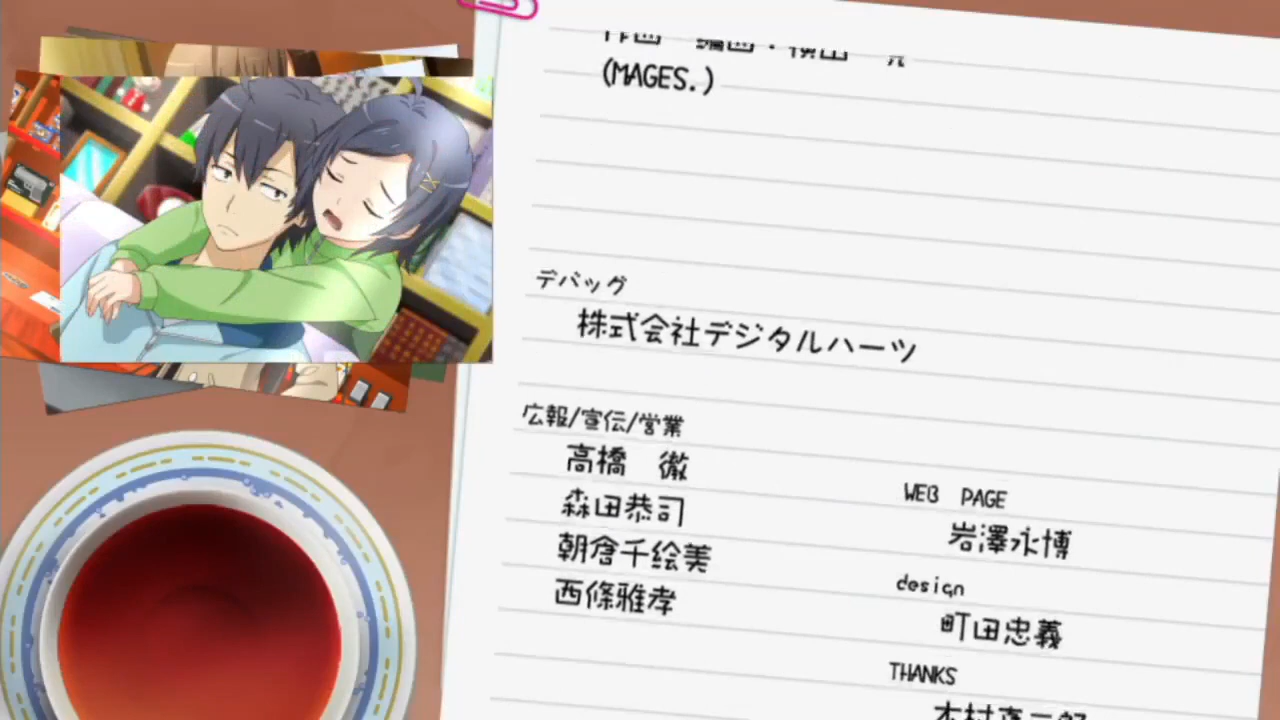 (MAGES.)
デバッグ
株式会社デジタルハーツ
広報/宣伝/営業
高橋 徹
森田恭司
朝倉千絵美
西條雅孝
WEB PAGE
岩澤永博
design
町田忠義
THANKS